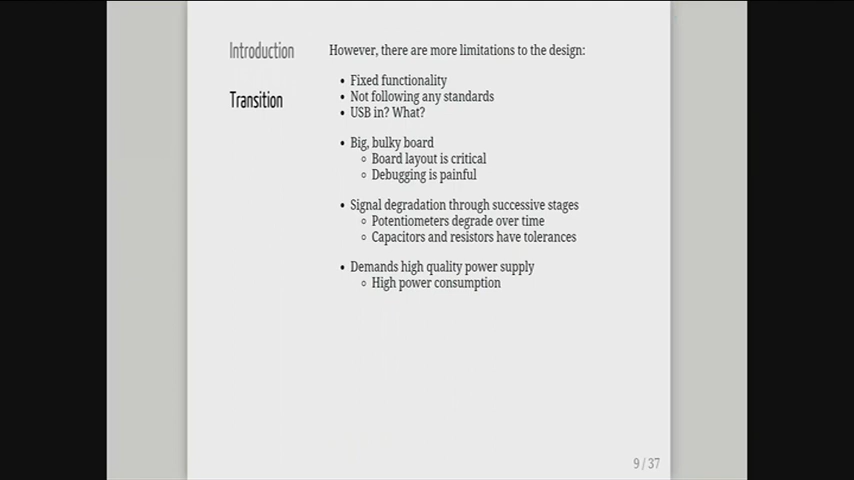 Introduction
Transition
However, there are more limitations to the design:
• Fixed functionality
• Not following any standards
• USB in? What?
• Big, bulky board
◦ Board layout is critical
◦ Debugging is painful
• Signal degradation through successive stages
◦ Potentiometers degrade over time
◦ Capacitors and resistors have tolerances
• Demands high quality power supply
◦ High power consumption
9 / 37